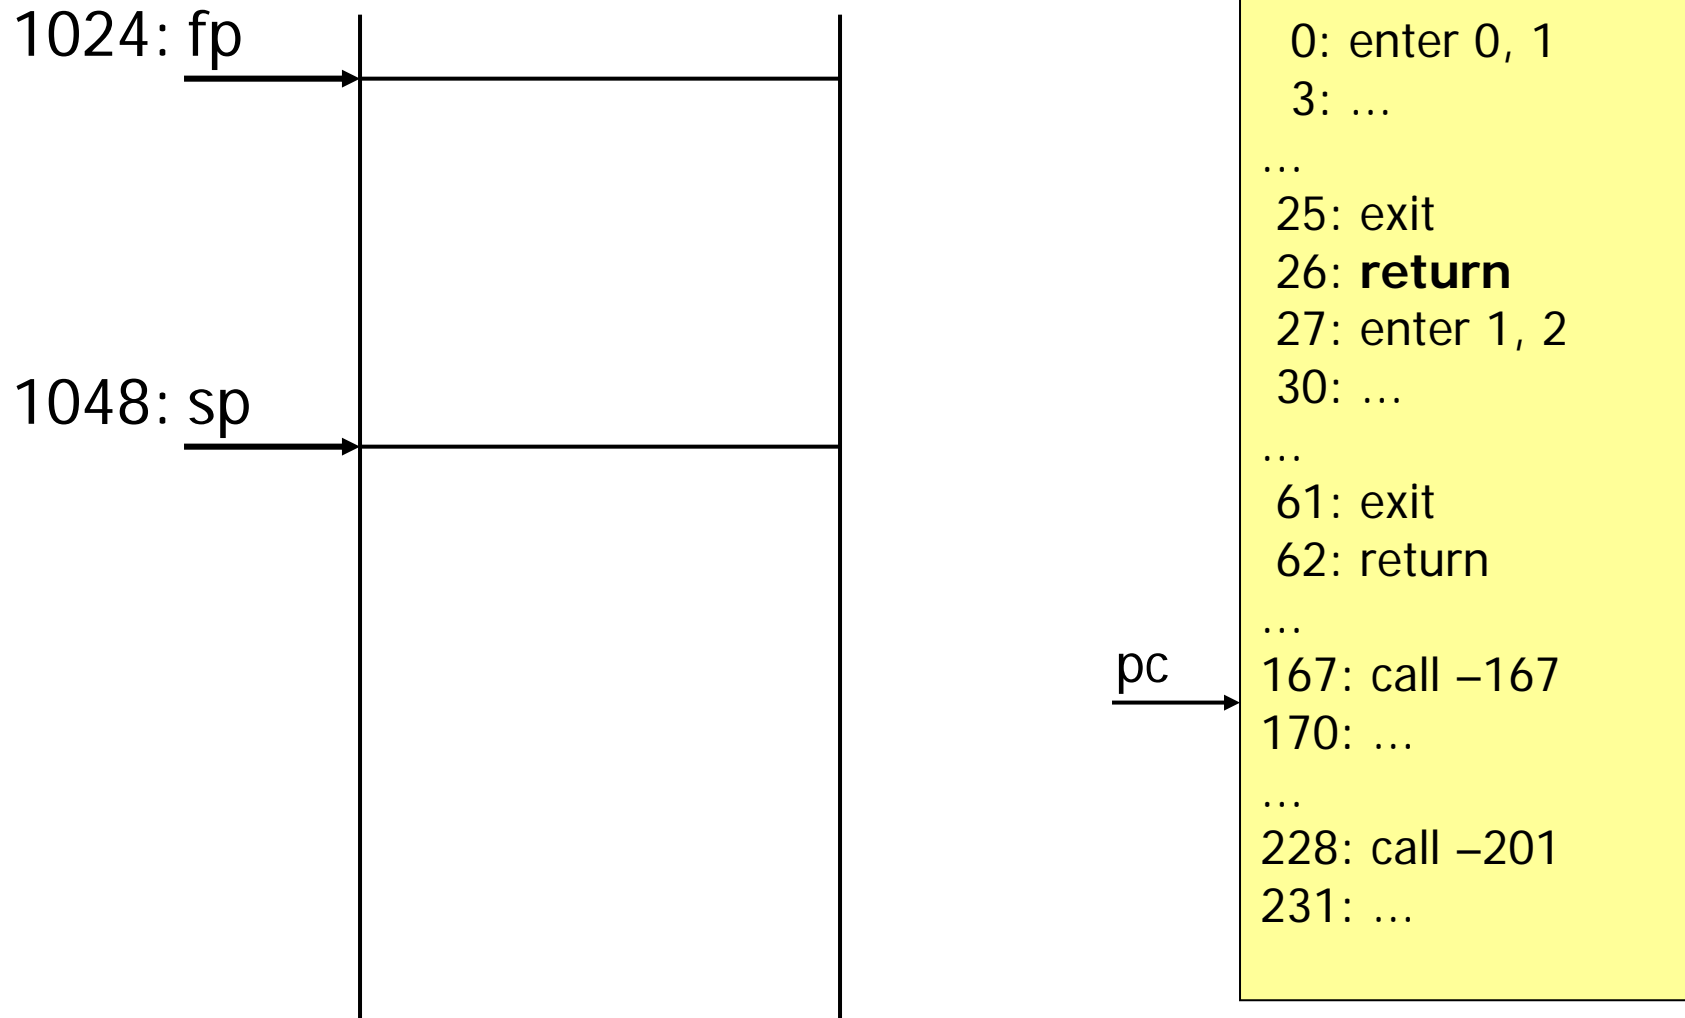 1024: fp
1048: sp
pc
0: enter 0, 1
3: ...
...
25: exit
26: return
27: enter 1, 2
30: ...
...
61: exit
62: return
...
167: call –167
170: ...
...
228: call –201
231: ...